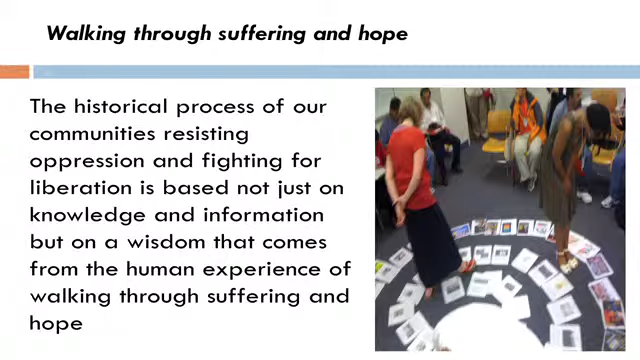 Walking through suffering and hope
The historical process of our
communities resisting
oppression and fighting for
liberation is based not just on
knowledge and information
but on a wisdom that comes
from the human experience of
walking through suffering and
hope